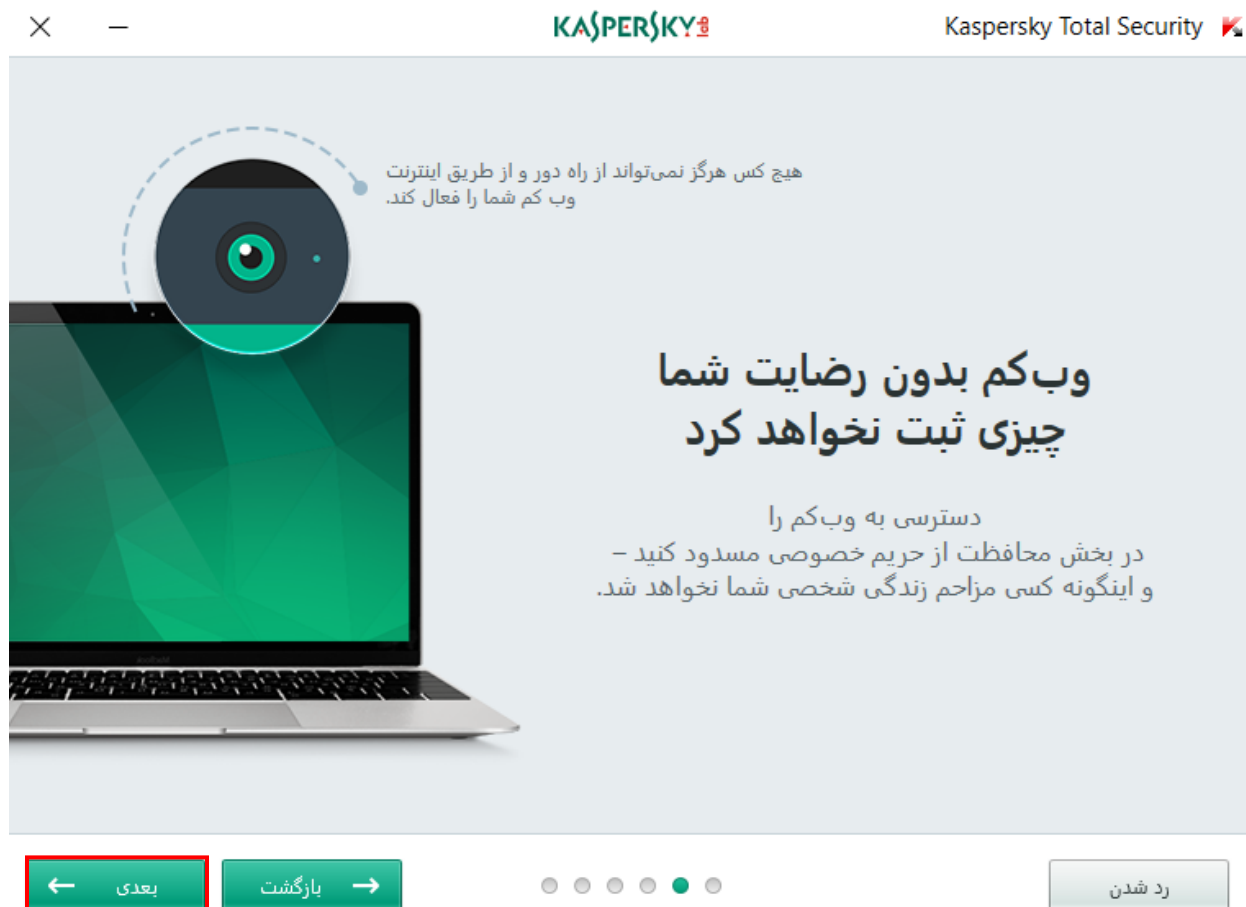 Kaspersky Total Security
KASPERSKY lab
هیچ کس هرگز نمی‌تواند از راه دور و از طریق اینترنت
وب کم شما را فعال کند.
وب‌کم بدون رضایت شما
چیزی ثبت نخواهد کرد
دسترسی به وب‌کم را
در بخش محافظت از حریم خصوصی مسدود کنید –
و اینگونه کسی مزاحم زندگی شخصی شما نخواهد شد.
رد شدن
بازگشت
بعدی